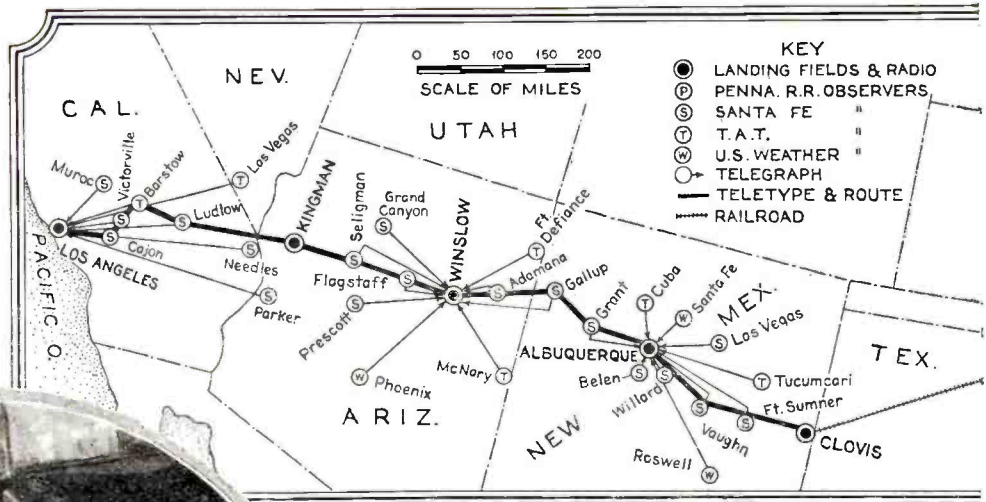 0 50 100 150 200
SCALE OF MILES
KEY
LANDING FIELDS & RADIO
P PENNA. R.R. OBSERVERS
S SANTA FE "
T T.A.T. "
W U.S. WEATHER "
TELEGRAPH
TELETYPE & ROUTE
RAILROAD
CAL.
NEV.
UTAH
ARIZ.
NEW MEX.
TEX.
PACIFIC O.
Muroc S
Victorville S
T Barstow
Las Vegas T
S Ludlow
LOS ANGELES
S Cajon
Needles S
S Parker
KINGMAN
Seligman S
Grand Canyon S
Flagstaff S
Prescott S
W Phoenix
WINSLOW
Ft. Defiance T
Adamana S
McNary T
S Gallup
Grant S
ALBUQUERQUE
Cuba T
W Santa Fe
S Los Vegas
T Tucumcari
Belen S
Willard S
Vaughn S
Ft. Sumner S
Roswell W
CLOVIS